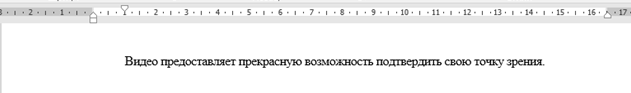 3 · 2 · 1 · 1 · 2 · 3 · 4 · 5 · 6 · 7 · 8 · 9 · 10 · 11 · 12 · 13 · 14 · 15 · 16 · 17
Видео предоставляет прекрасную возможность подтвердить свою точку зрения.